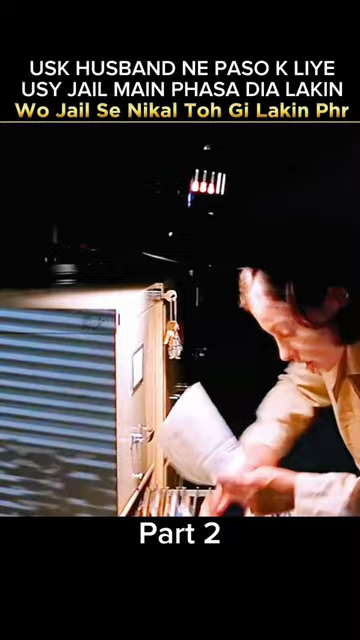 USK HUSBAND NE PASO K LIYE
USY JAIL MAIN PHASA DIA LAKIN
Wo Jail Se Nikal Toh Gi Lakin Phr
Part 2